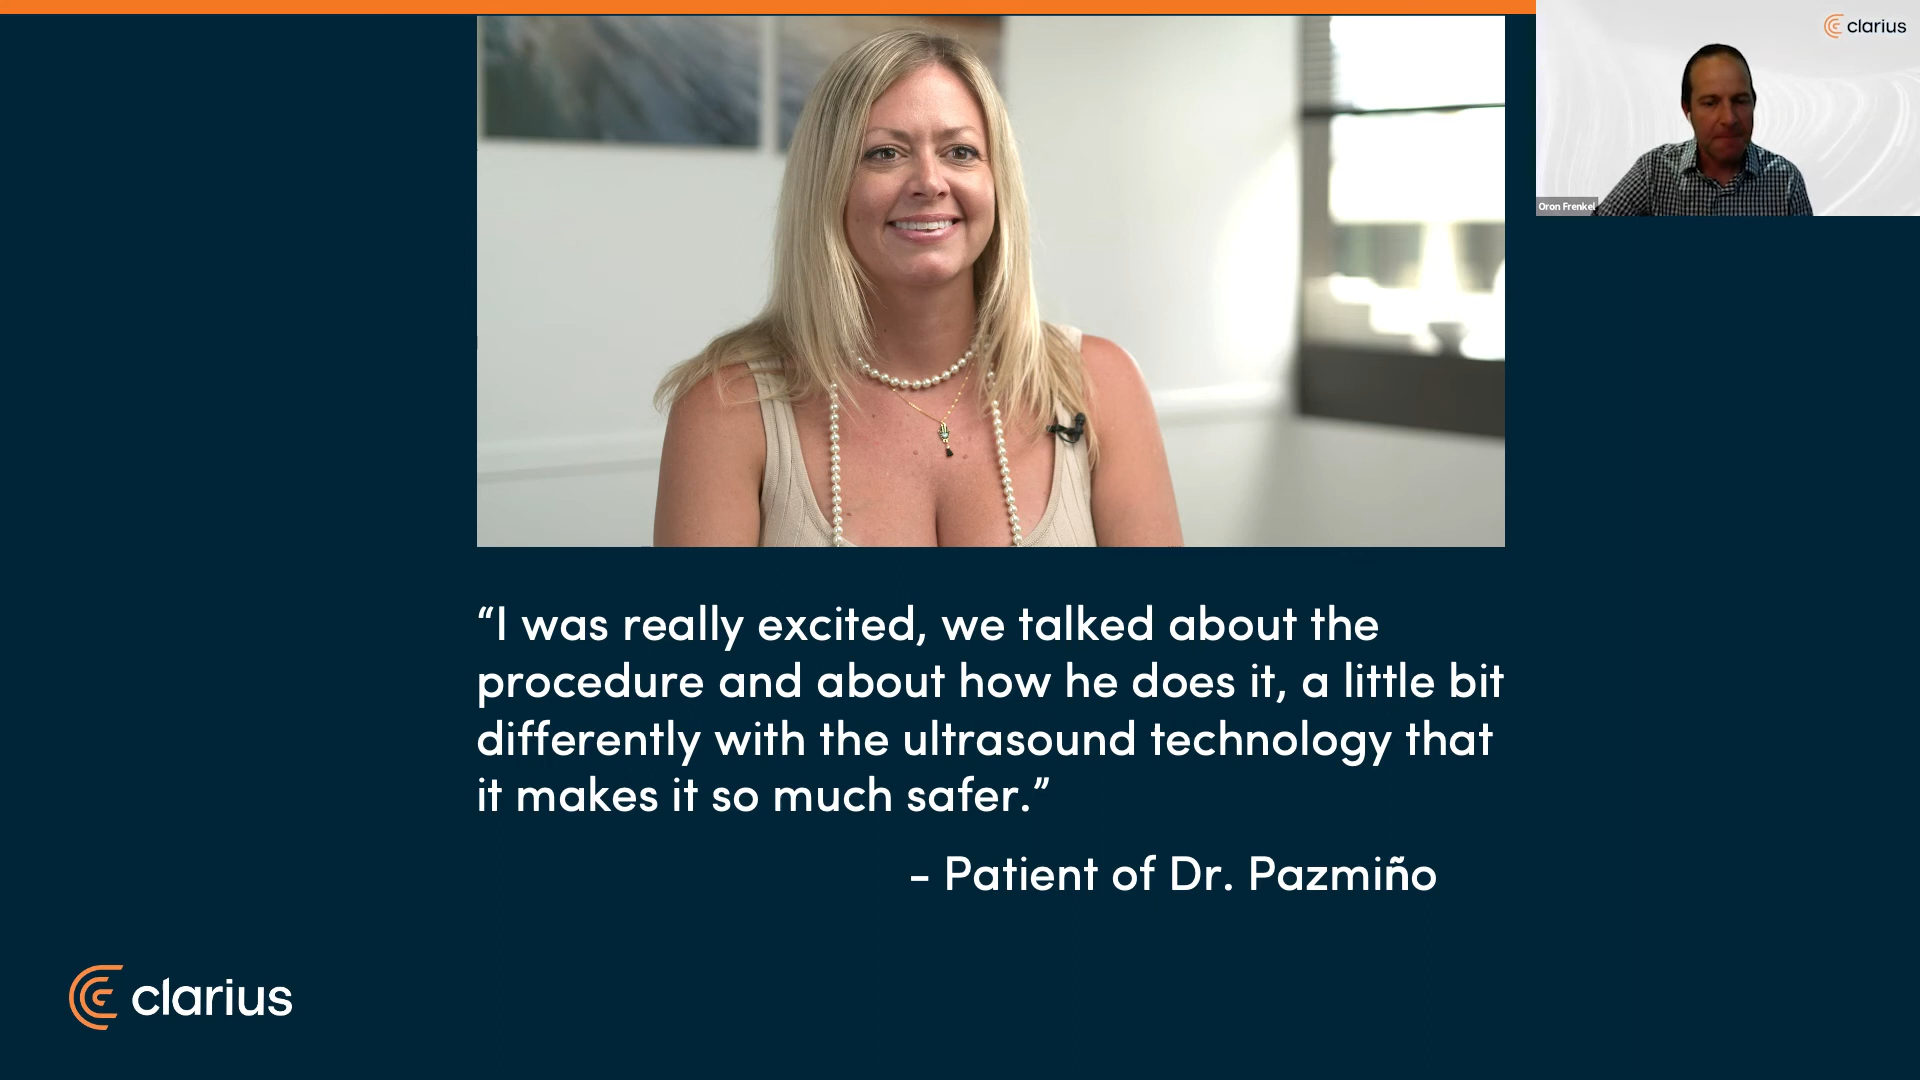 clarius
Oron Frenkel
“I was really excited, we talked about the
procedure and about how he does it, a little bit
differently with the ultrasound technology that
it makes it so much safer.”
- Patient of Dr. Pazmiño
clarius